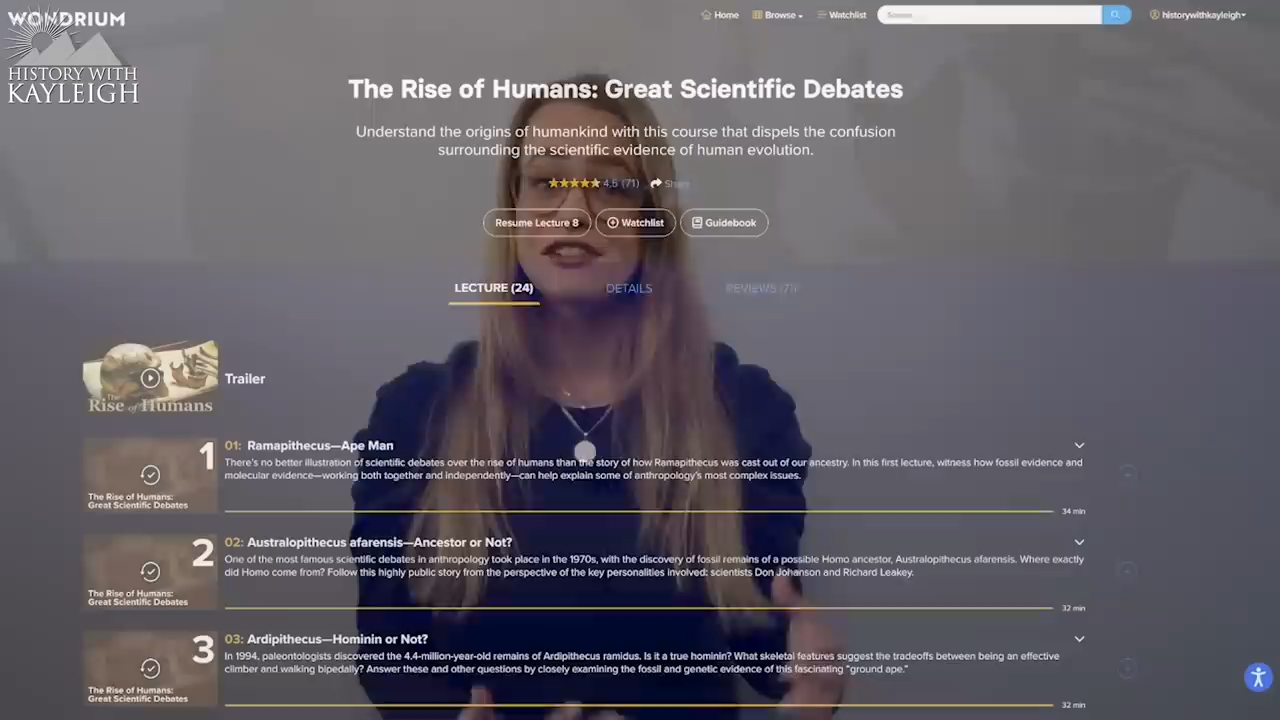 WONDRIUM
Home
Browse
Watchlist
historywithkayleigh
HISTORY WITH
KAYLEIGH
The Rise of Humans: Great Scientific Debates
Understand the origins of humankind with this course that dispels the confusion
surrounding the scientific evidence of human evolution.
4.5 (71)
Share
Resume Lecture 8
Watchlist
Guidebook
LECTURE (24)
DETAILS
REVIEWS (71)
The
Rise of Humans
Trailer
1
The Rise of Humans:
Great Scientific Debates
01: Ramapithecus—Ape Man
There's no better illustration of scientific debates over the rise of humans than the story of how Ramapithecus was cast out of our ancestry. In this first lecture, witness how fossil evidence and
molecular evidence—working both together and independently—can help explain some of anthropology's most complex issues.
34 min
2
The Rise of Humans:
Great Scientific Debates
02: Australopithecus afarensis—Ancestor or Not?
One of the most famous scientific debates in anthropology took place in the 1970s, with the discovery of fossil remains of a possible Homo ancestor, Australopithecus afarensis. Where exactly
did Homo come from? Follow this highly public story from the perspective of the key personalities involved: scientists Don Johanson and Richard Leakey.
32 min
3
The Rise of Humans:
Great Scientific Debates
03: Ardipithecus—Hominin or Not?
In 1994, paleontologists discovered the 4.4-million-year-old remains of Ardipithecus ramidus. Is it a true hominin? What skeletal features suggest the tradeoffs between being an effective
climber and walking bipedally? Answer these and other questions by closely examining the fossil and genetic evidence of this fascinating “ground ape.”
32 min